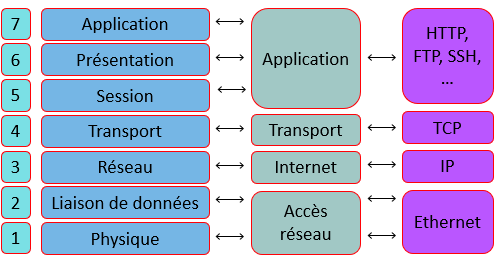 7 Application
6 Présentation
5 Session
4 Transport
3 Réseau
2 Liaison de données
1 Physique
Application
Transport
Internet
Accès
réseau
HTTP,
FTP, SSH,
...
TCP
IP
Ethernet